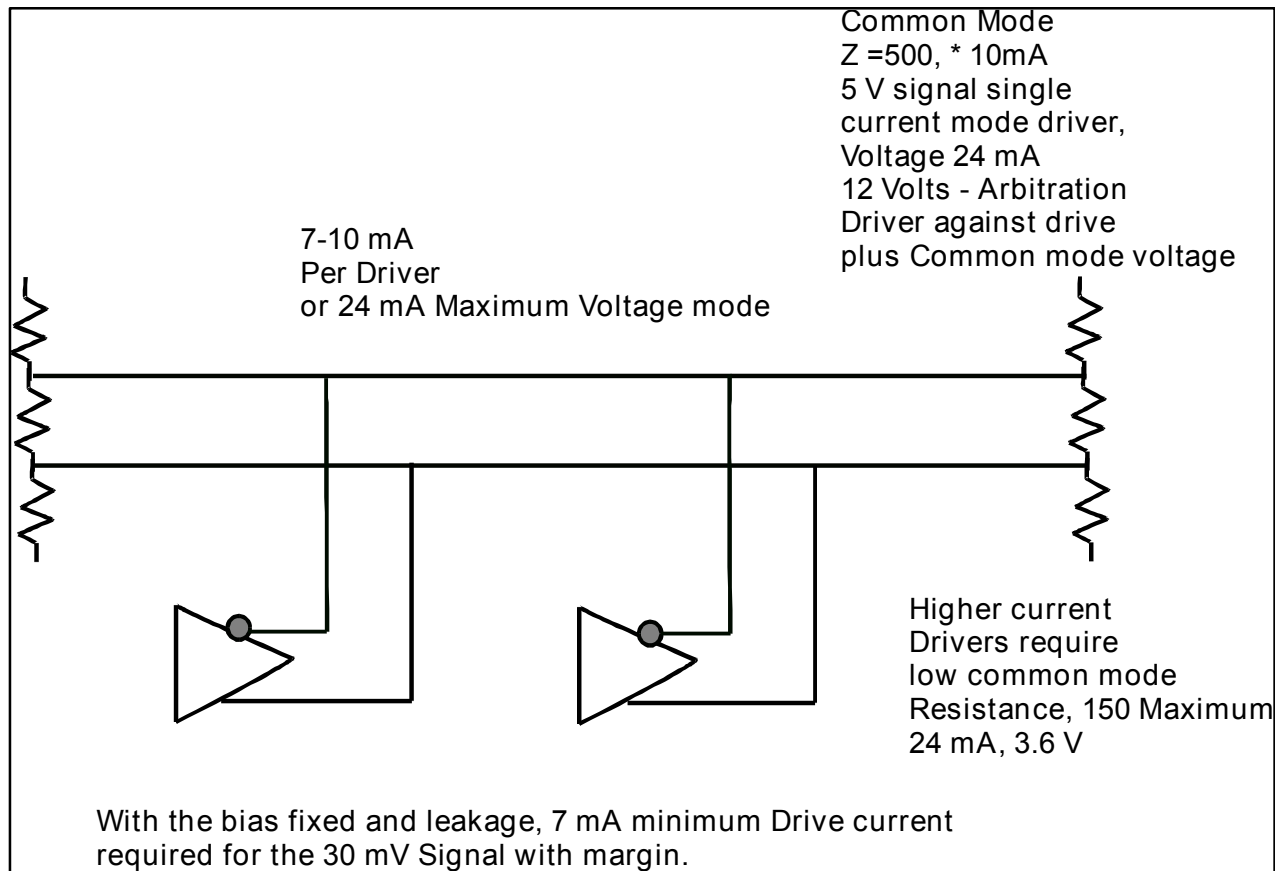 Common Mode
Z =500, * 10mA
5 V signal single
current mode driver,
Voltage 24 mA
12 Volts - Arbitration
Driver against drive
plus Common mode voltage
7-10 mA
Per Driver
or 24 mA Maximum Voltage mode
Higher current
Drivers require
low common mode
Resistance, 150 Maximum
24 mA, 3.6 V
With the bias fixed and leakage, 7 mA minimum Drive current
required for the 30 mV Signal with margin.